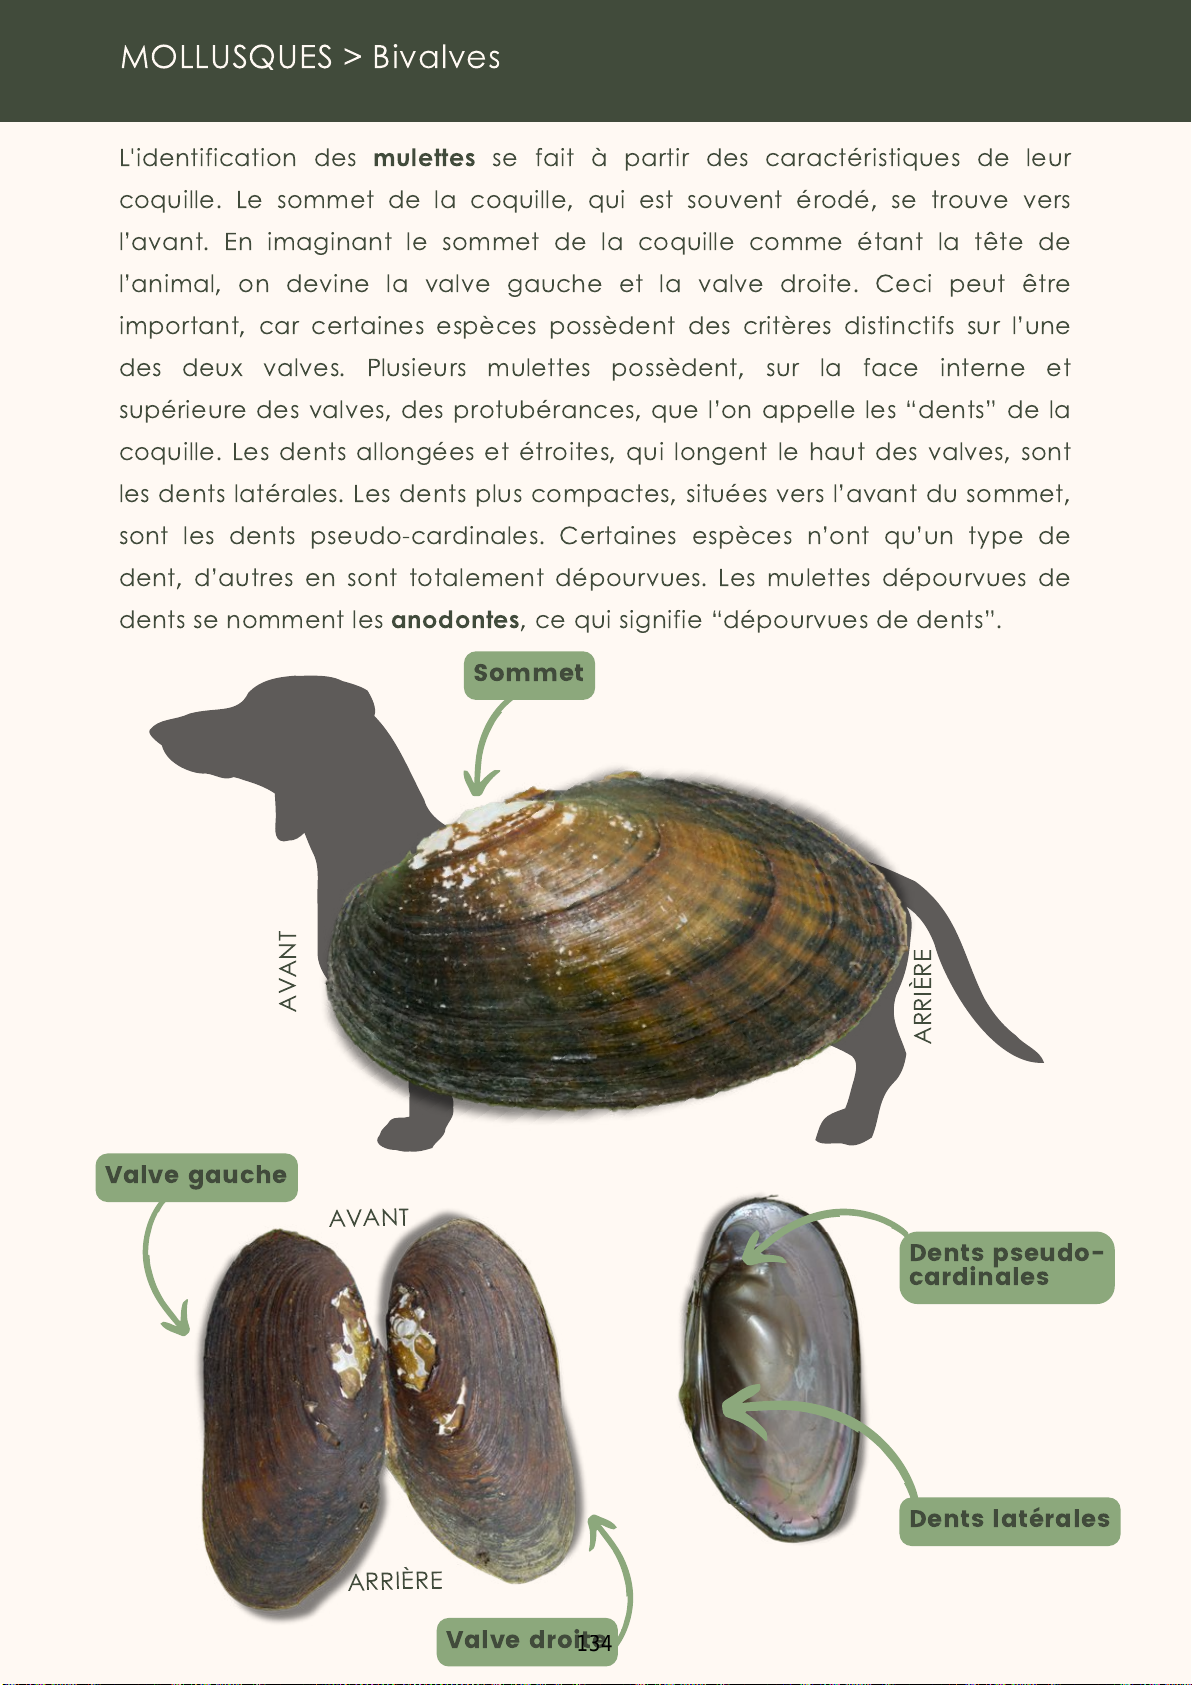 MOLLUSQUES > Bivalves
L'identification des mulettes se fait à partir des caractéristiques de leur
coquille. Le sommet de la coquille, qui est souvent érodé, se trouve vers
l’avant. En imaginant le sommet de la coquille comme étant la tête de
l’animal, on devine la valve gauche et la valve droite. Ceci peut être
important, car certaines espèces possèdent des critères distinctifs sur l’une
des deux valves. Plusieurs mulettes possèdent, sur la face interne et
supérieure des valves, des protubérances, que l’on appelle les “dents” de la
coquille. Les dents allongées et étroites, qui longent le haut des valves, sont
les dents latérales. Les dents plus compactes, situées vers l’avant du sommet,
sont les dents pseudo-cardinales. Certaines espèces n’ont qu’un type de
dent, d’autres en sont totalement dépourvues. Les mulettes dépourvues de
dents se nomment les anodontes, ce qui signifie “dépourvues de dents”.
Sommet
AVANT
ARRIÈRE
Valve gauche
AVANT
Dents pseudo-
cardinales
Dents latérales
ARRIÈRE
Valve droite
134